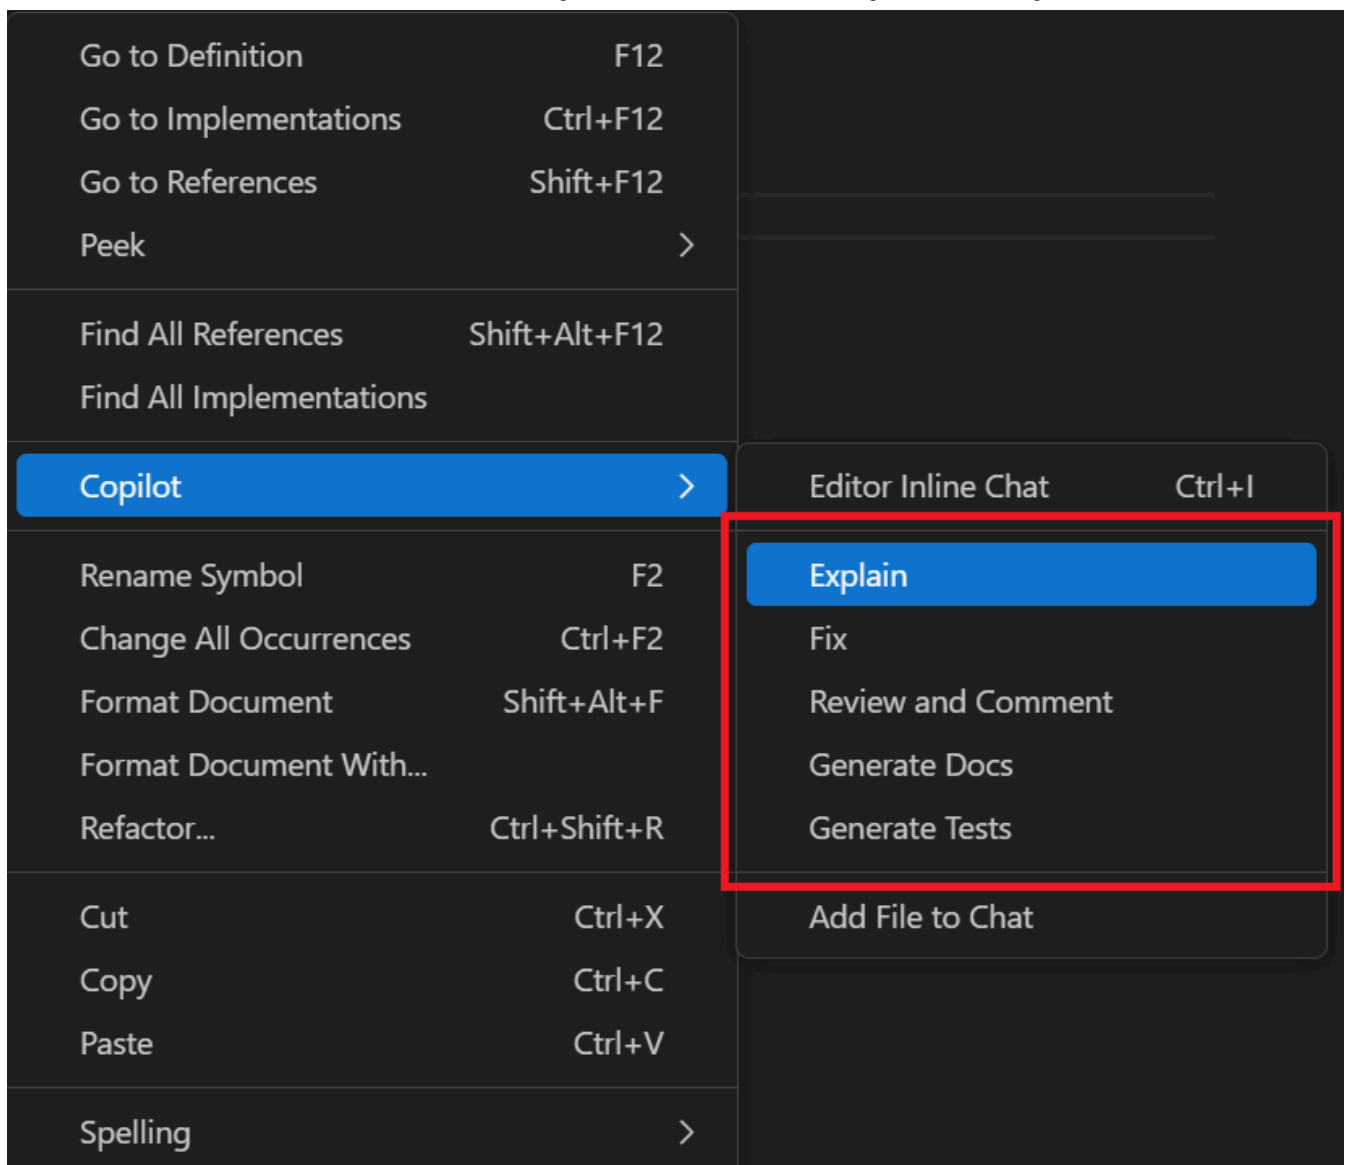 Go to Definition F12
Go to Implementations Ctrl+F12
Go to References Shift+F12
Peek
Find All References Shift+Alt+F12
Find All Implementations
Copilot
Rename Symbol F2
Change All Occurrences Ctrl+F2
Format Document Shift+Alt+F
Format Document With...
Refactor... Ctrl+Shift+R
Cut Ctrl+X
Copy Ctrl+C
Paste Ctrl+V
Spelling
Editor Inline Chat Ctrl+I
Explain
Fix
Review and Comment
Generate Docs
Generate Tests
Add File to Chat